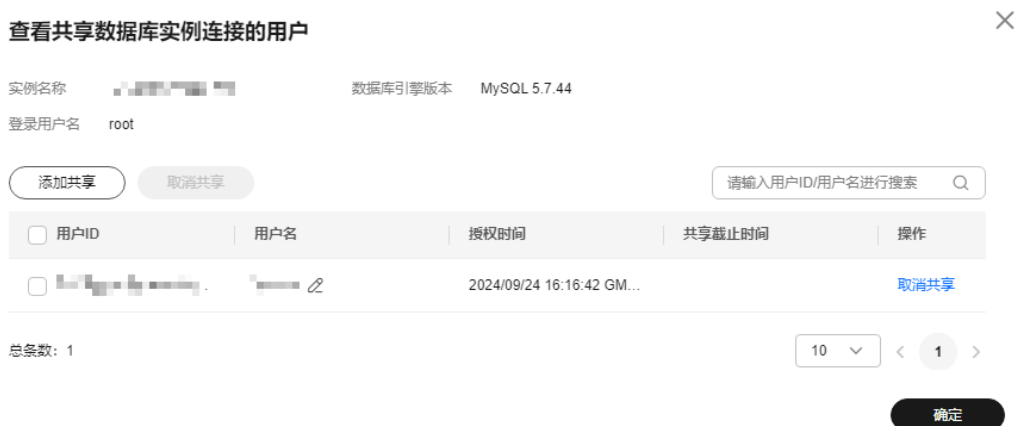 查看共享数据库实例连接的用户
实例名称 数据库引擎版本 MySQL 5.7.44
登录用户名 root
添加共享 取消共享 请输入用户ID/用户名进行搜索
用户ID 用户名 授权时间 共享截止时间 操作
2024/09/24 16:16:42 GM... 取消共享
总条数：1 10 1
确定